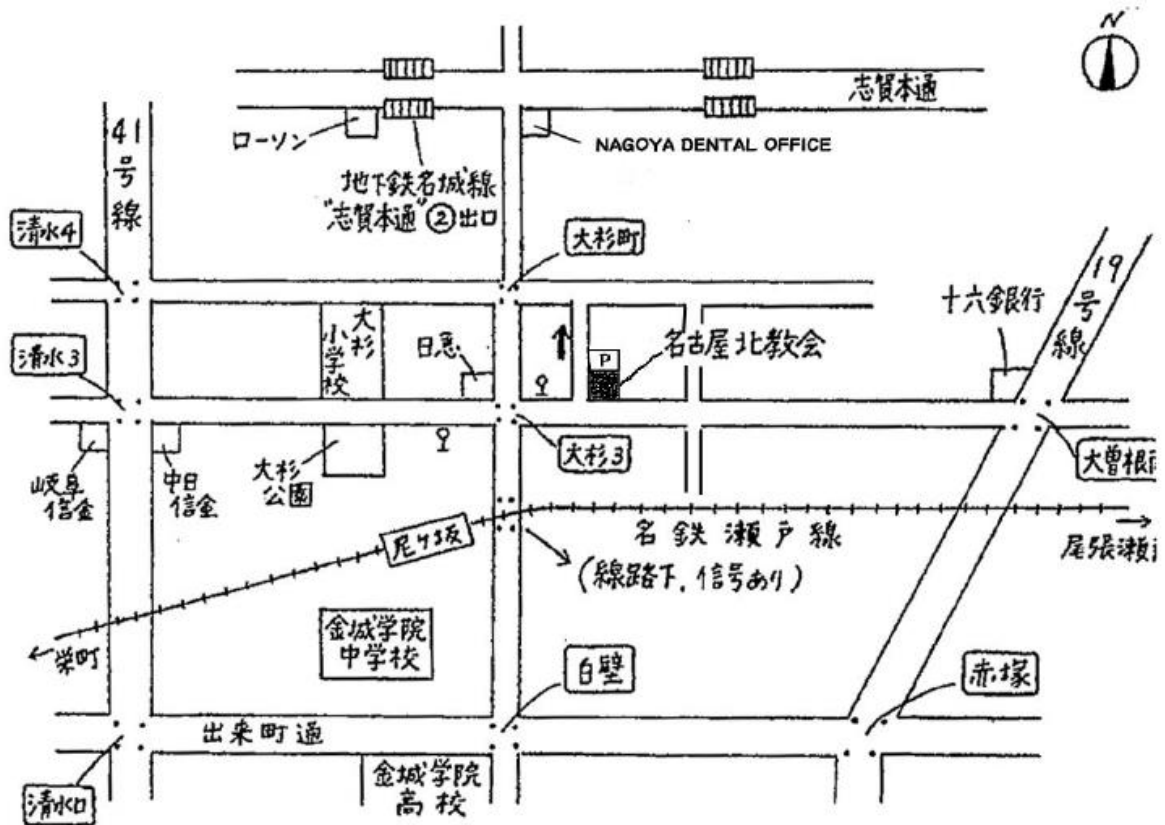 N
志賀本通
ローソン
NAGOYA DENTAL OFFICE
41号線
地下鉄名城線
"志賀本通"②出口
清水4
大杉町
19号線
十六銀行
清水3
大杉
小学校
日恵
P
名古屋北教会
岐阜
信金
中日
信金
大杉
公園
大杉3
大曽根
尼ヶ坂
名鉄瀬戸線
(線路下,信号あり)
尾張瀬
栄町
金城学院
中学校
白壁
赤塚
出来町通
清水口
金城学院
高校